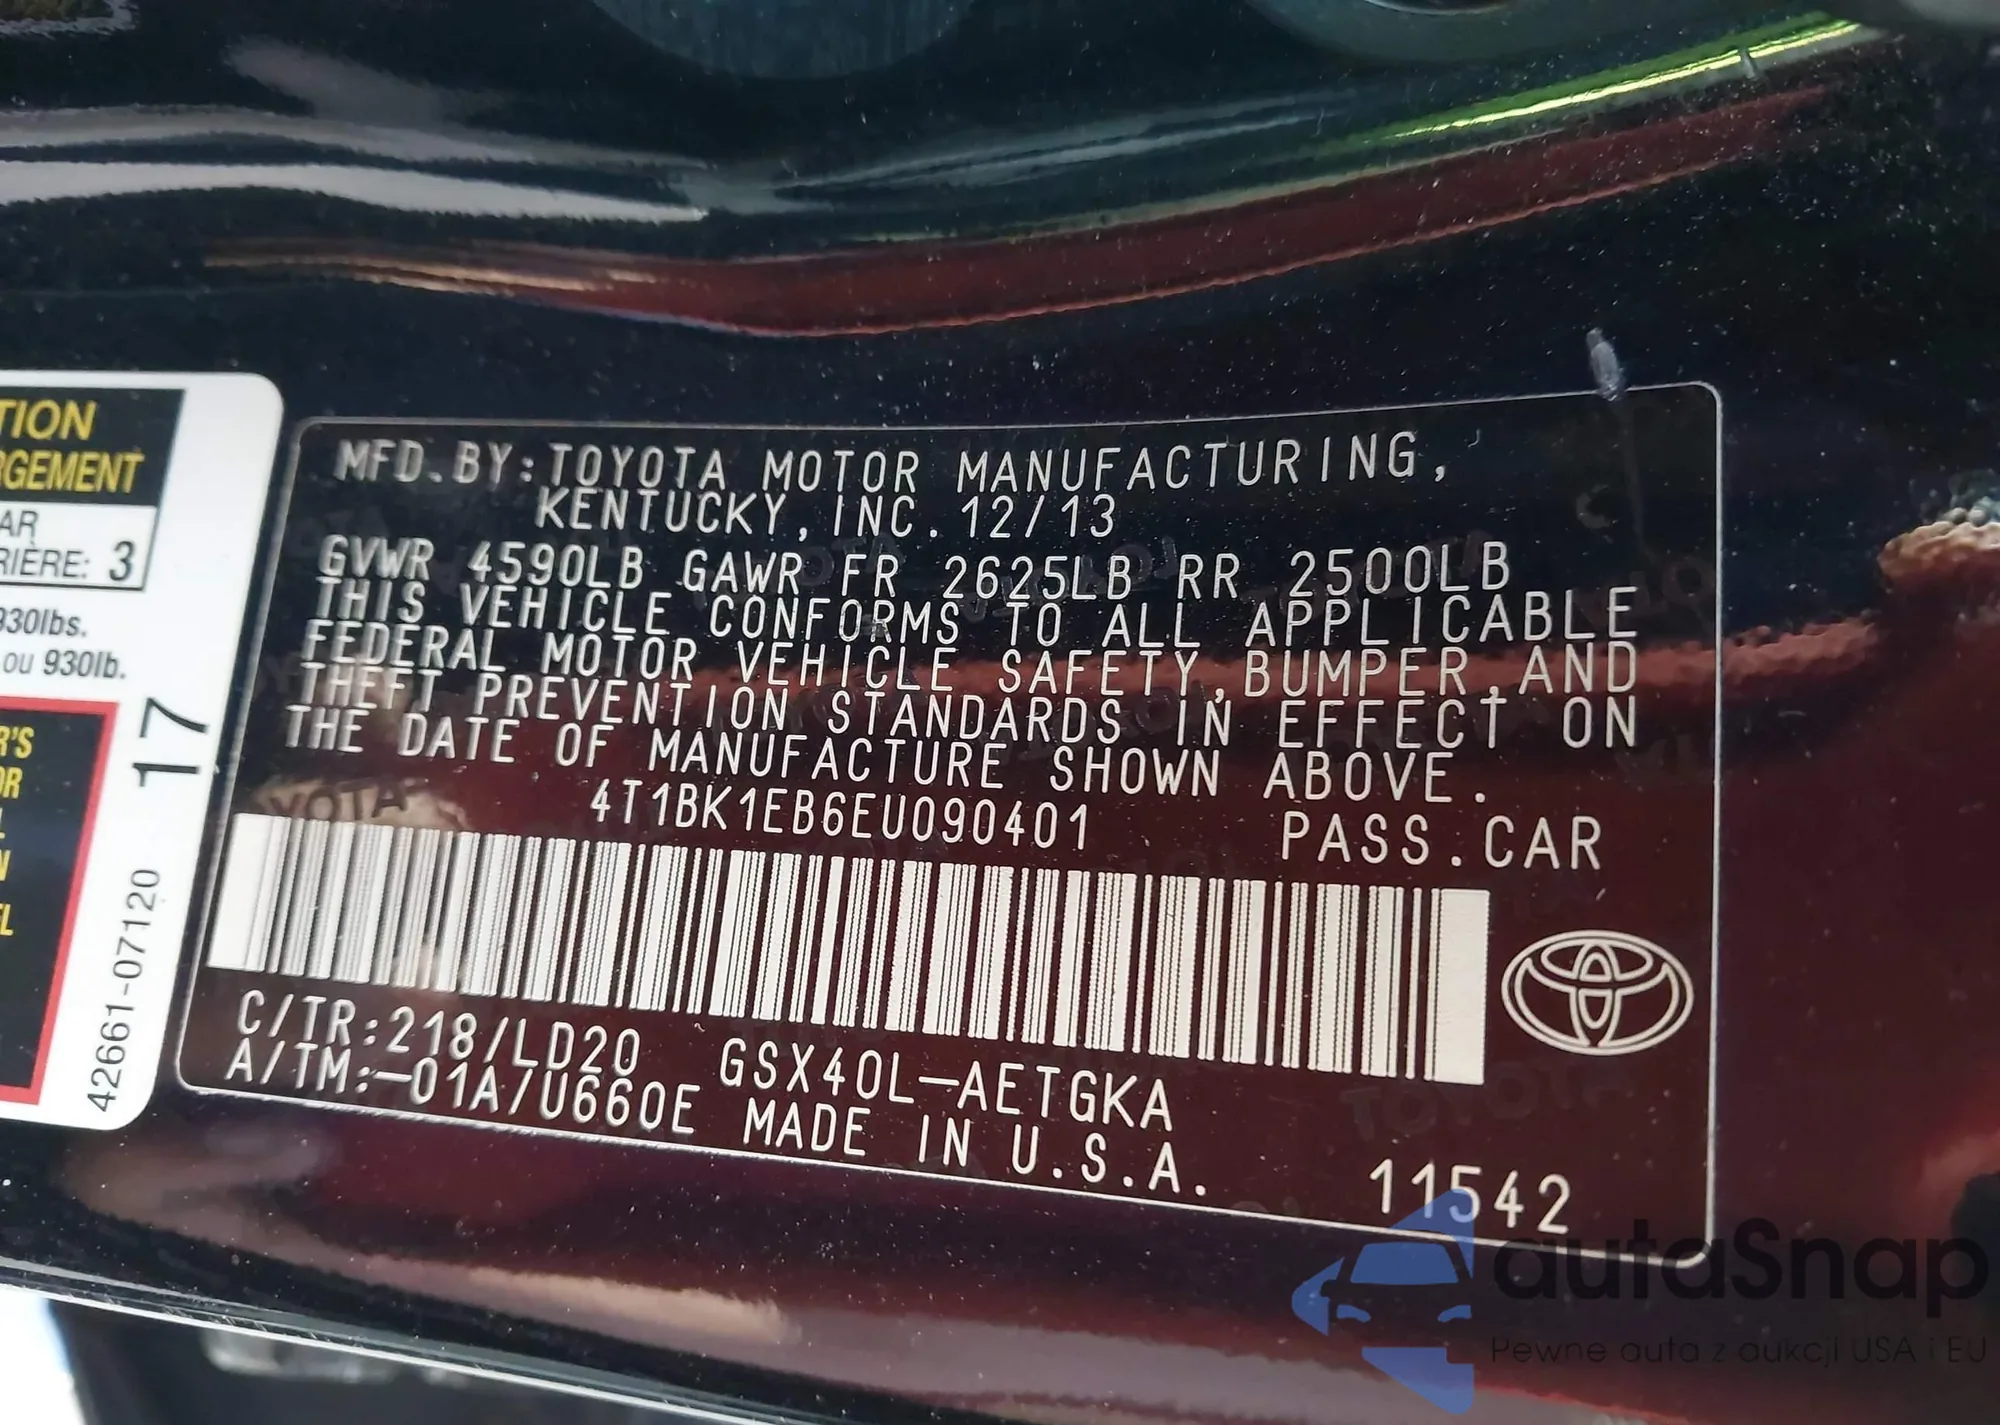 TION
RGEMENT
AR
RIÈRE: 3
930lbs.
ou 930lb.
R'S
OR
L
N
EL
17
42661-07120
MFD.BY:TOYOTA MOTOR MANUFACTURING,
KENTUCKY,INC. 12/13
GVWR 4590LB GAWR FR 2625LB RR 2500LB
THIS VEHICLE CONFORMS TO ALL APPLICABLE
FEDERAL MOTOR VEHICLE SAFETY,BUMPER,AND
THEFT PREVENTION STANDARDS IN EFFECT ON
THE DATE OF MANUFACTURE SHOWN ABOVE.
4T1BK1EB6EU090401 PASS.CAR
C/TR:218/LD20 GSX40L-AETGKA
A/TM:-01A/U660E MADE IN U.S.A.
11542
autoSnap
Pewne auta z aukcji USA i EU